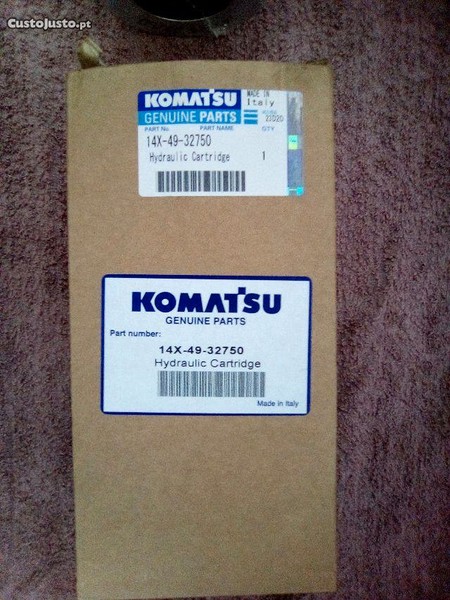 CustoJusto.pt
KOMATSU
MADE IN
Italy
GENUINE PARTS
22020
PART No. PART NAME QTY
14X-49-32750
Hydraulic Cartridge 1
KOMATSU
GENUINE PARTS
Part number:
14X-49-32750
Hydraulic Cartridge
Made in Italy